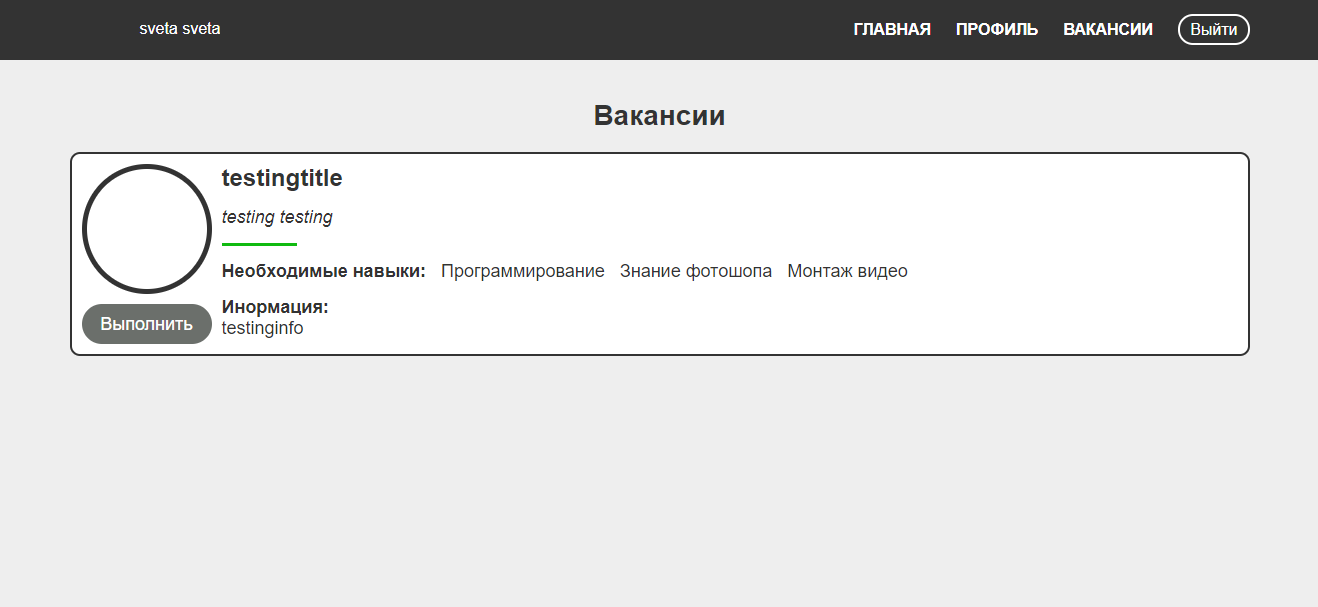 sveta sveta ГЛАВНАЯ ПРОФИЛЬ ВАКАНСИИ Выйти
Вакансии
testingtitle
testing testing
Необходимые навыки: Программирование Знание фотошопа Монтаж видео
Инормация:
Выполнить testinginfo